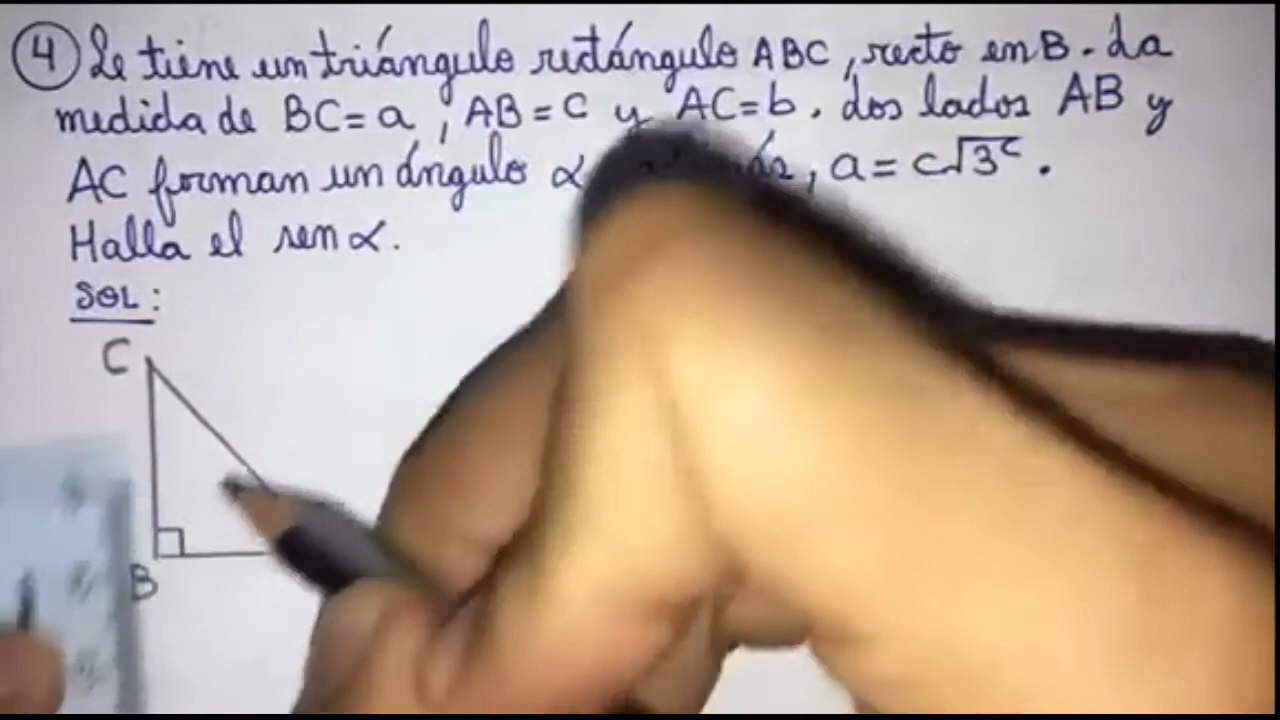 4 Se tiene un triángulo rectángulo ABC, recto en B. La
medida de BC = a, AB = c y AC = b. Los lados AB y
AC forman un ángulo α , a = c√3.
Halla el sen α.
SOL:
C
B